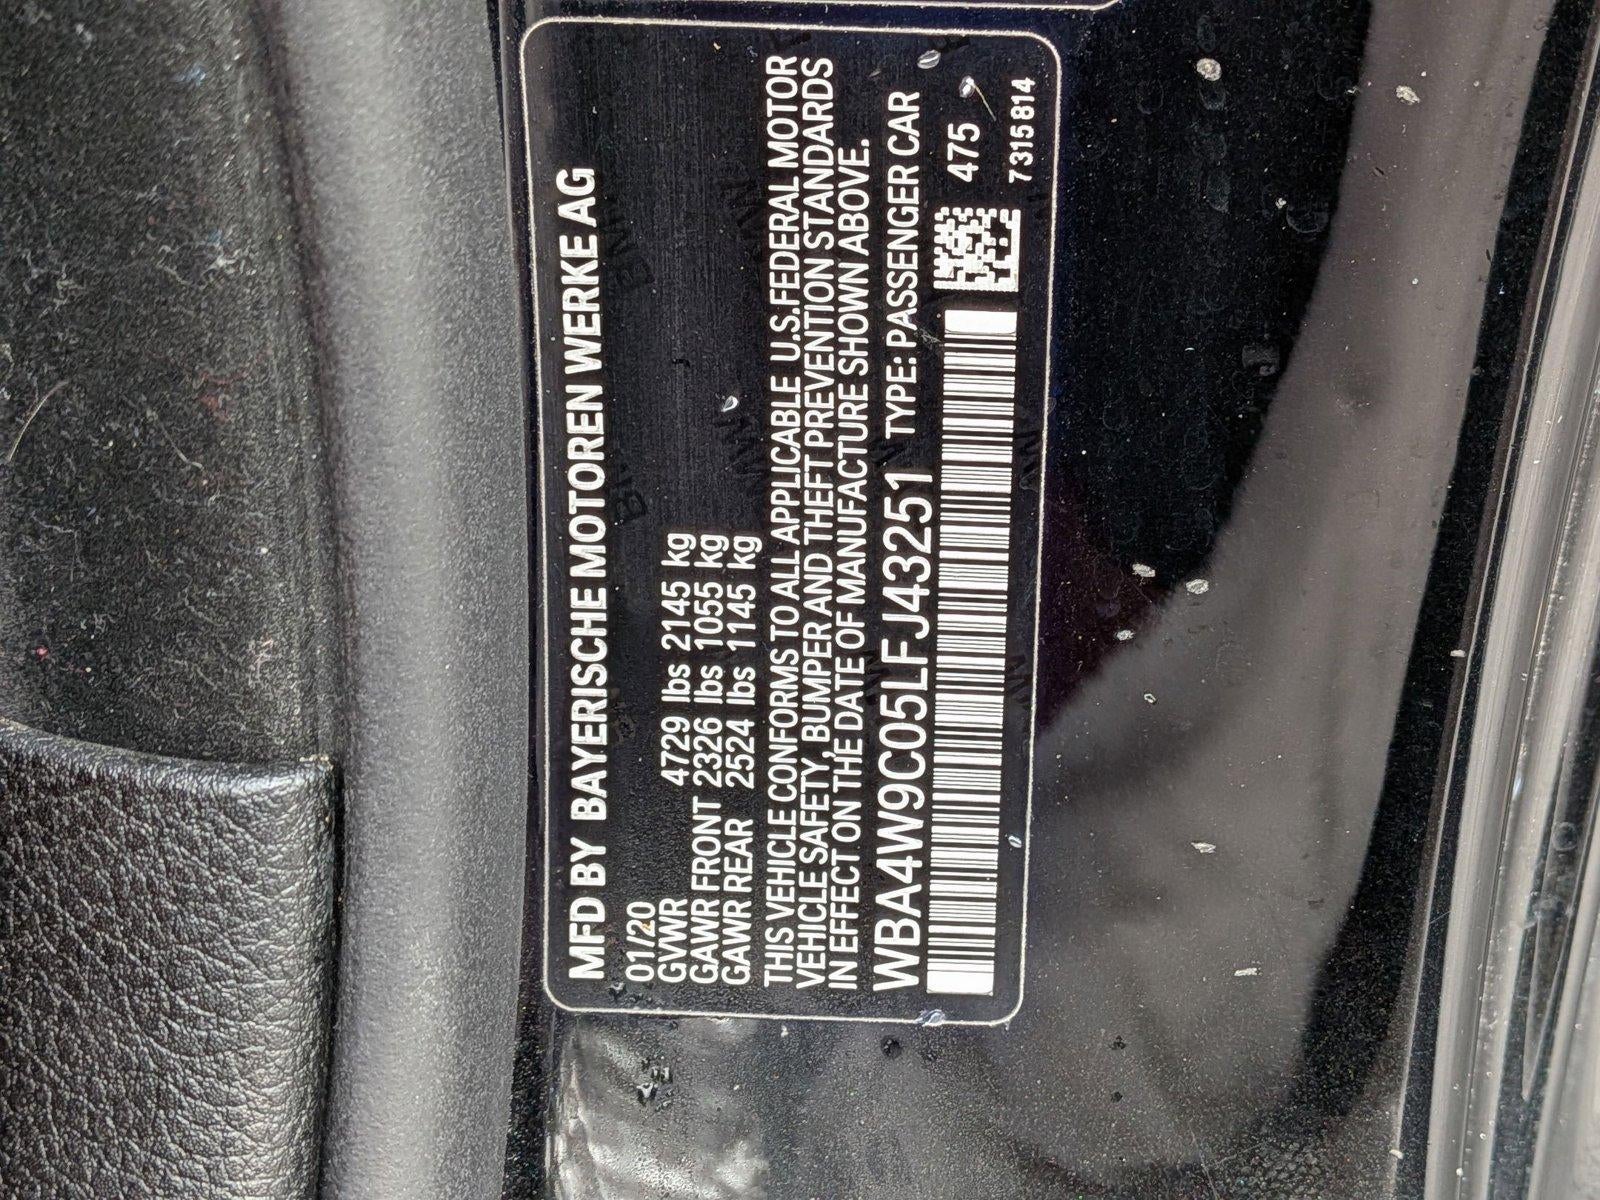 MFD BY BAYERISCHE MOTOREN WERKE AG
01/20
GVWR 4729 lbs 2145 kg
GAWR FRONT 2326 lbs 1055 kg
GAWR REAR 2524 lbs 1145 kg
THIS VEHICLE CONFORMS TO ALL APPLICABLE U.S.FEDERAL MOTOR
VEHICLE SAFETY, BUMPER AND THEFT PREVENTION STANDARDS
IN EFFECT ON THE DATE OF MANUFACTURE SHOWN ABOVE.
WBA4W9C05LFJ43251 TYPE: PASSENGER CAR
475
7315814